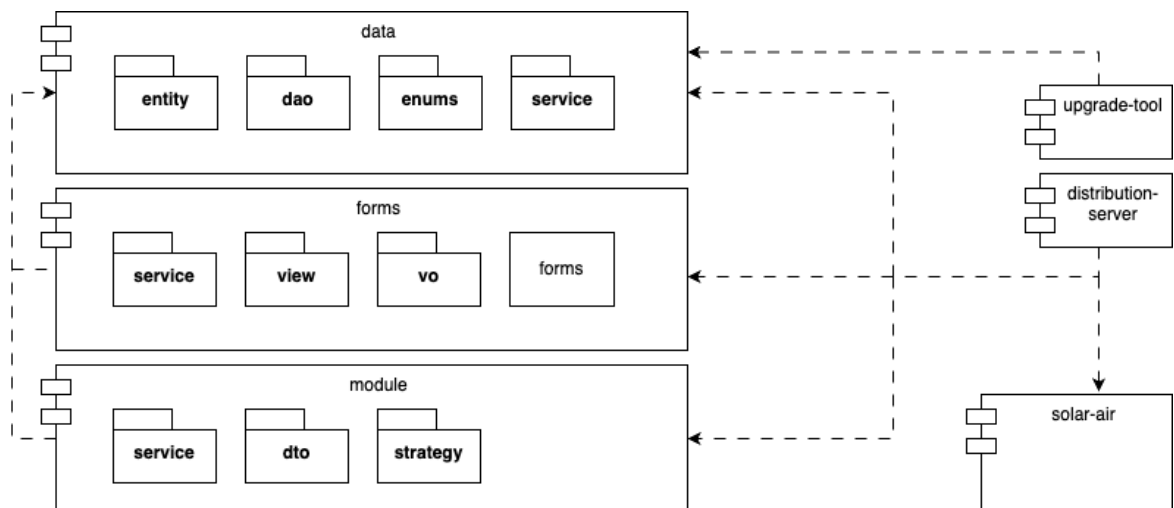 data
entity
dao
enums
service
upgrade-tool
distribution-
server
forms
service
view
vo
forms
module
service
dto
strategy
solar-air